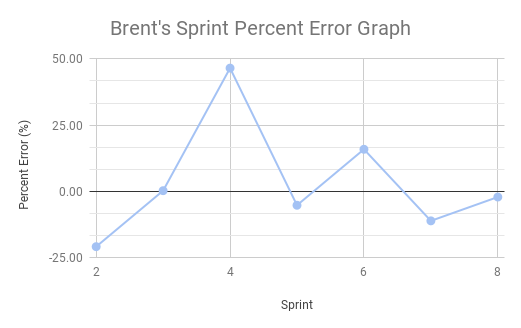 Brent's Sprint Percent Error Graph
Percent Error (%)
50.00
25.00
0.00
-25.00
2 4 6 8
Sprint